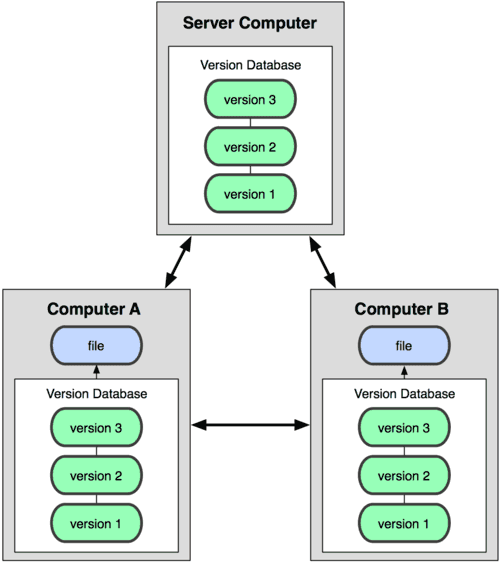 Server Computer
Version Database
version 3
version 2
version 1
Computer A
file
Version Database
version 3
version 2
version 1
Computer B
file
Version Database
version 3
version 2
version 1